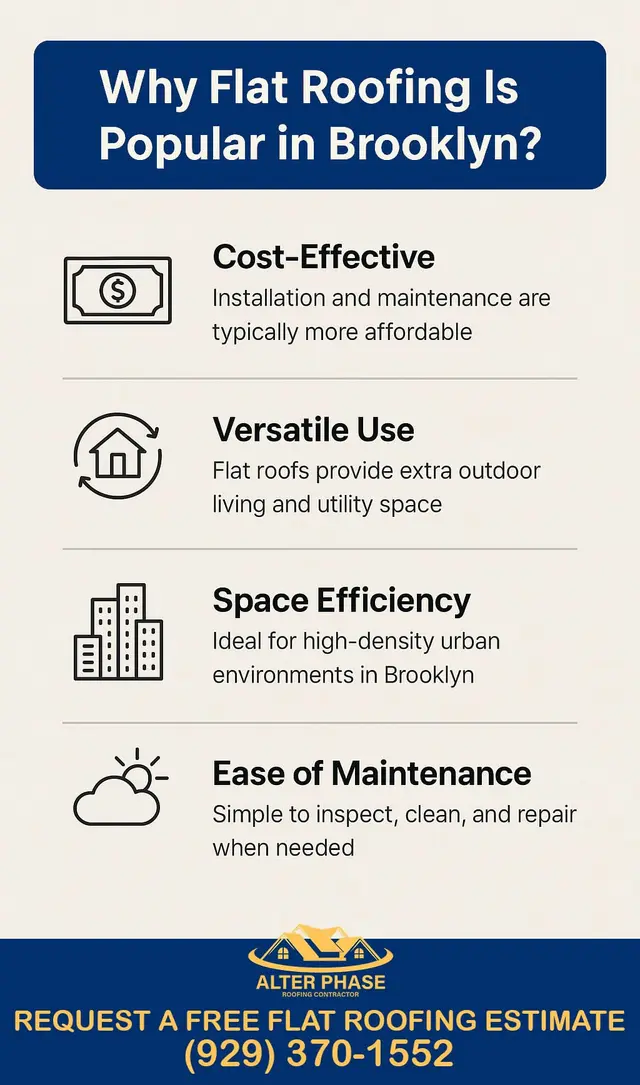 Why Flat Roofing Is
Popular in Brooklyn?
$
Cost-Effective
Installation and maintenance are
typically more affordable
Versatile Use
Flat roofs provide extra outdoor
living and utility space
Space Efficiency
Ideal for high-density urban
environments in Brooklyn
Ease of Maintenance
Simple to inspect, clean, and repair
when needed
ALTER PHASE
ROOFING CONTRACTOR
REQUEST A FREE FLAT ROOFING ESTIMATE
(929) 370-1552